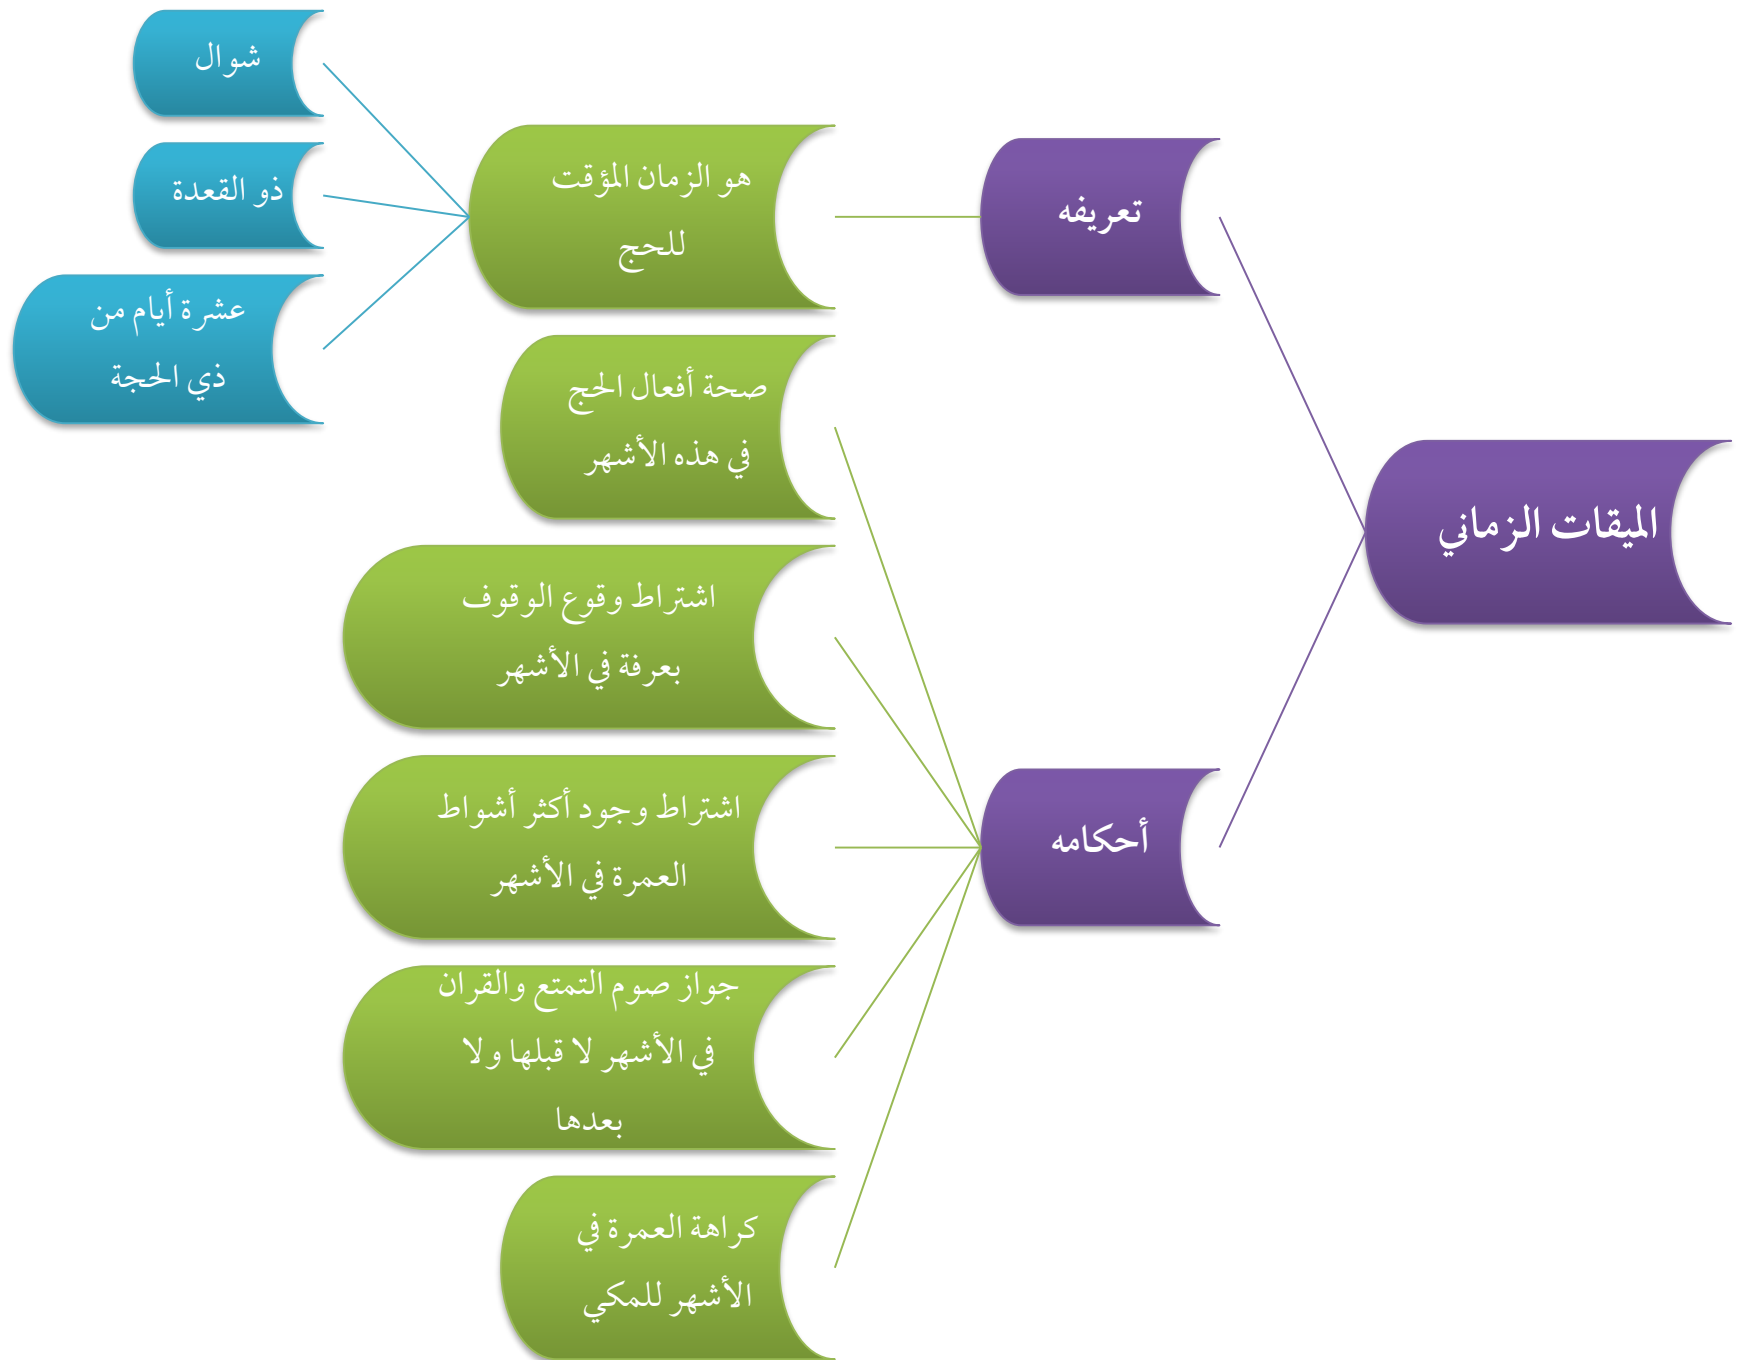 الميقات الزماني
تعريفه
هو الزمان المؤقت
للحج
شوال
ذو القعدة
عشرة أيام من
ذي الحجة
أحكامه
صحة أفعال الحج
في هذه الأشهر
اشتراط وقوع الوقوف
بعرفة في الأشهر
اشتراط وجود أكثر أشواط
العمرة في الأشهر
جواز صوم التمتع والقران
في الأشهر لا قبلها ولا
بعدها
كراهة العمرة في
الأشهر للمكي